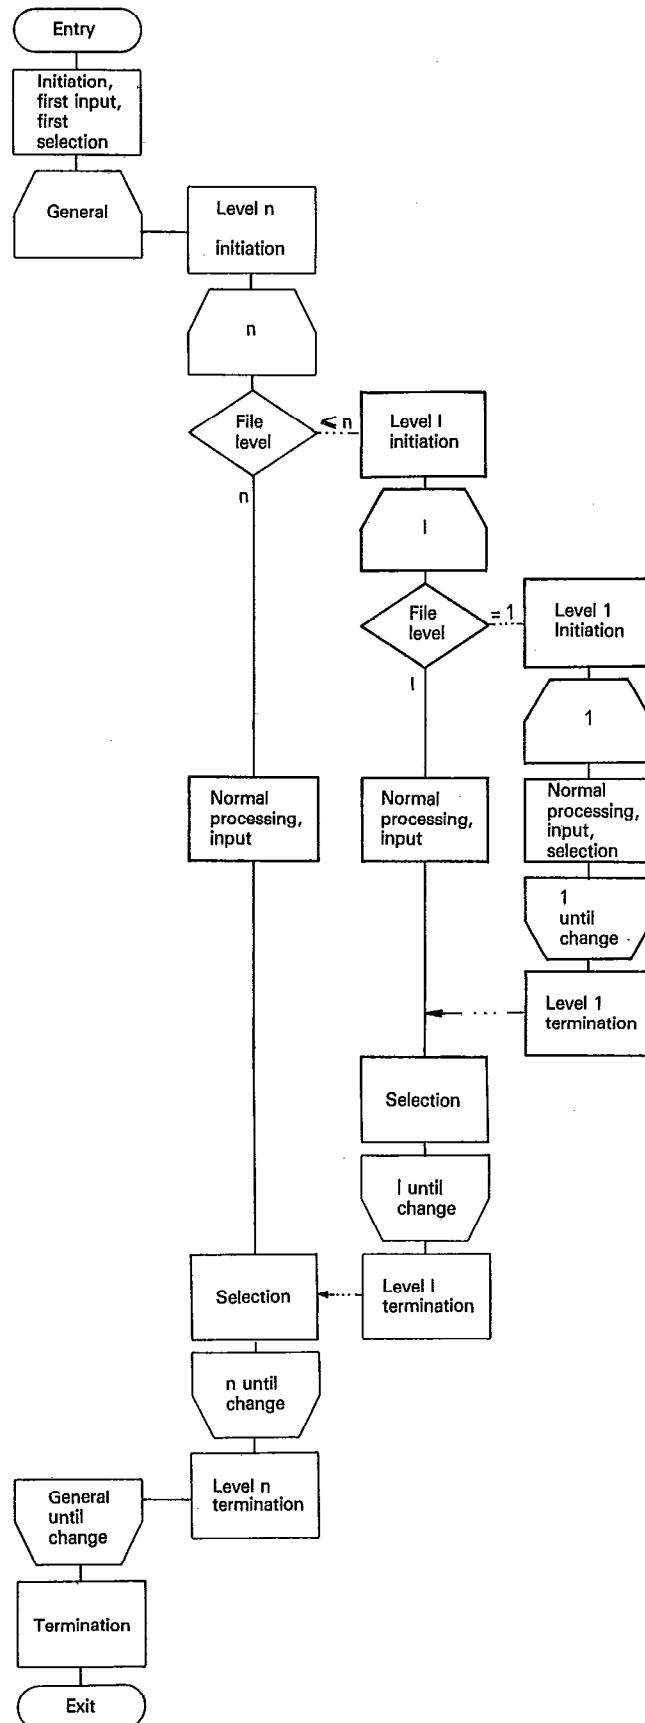 Entry
Initiation,
first input,
first
selection
General
Level n
initiation
n
File
level
⩽ n
n
Level l
initiation
l
File
level
= 1
l
Level 1
Initiation
1
Normal
processing,
input
Normal
processing,
input
Normal
processing,
input,
selection
1
until
change
Level 1
termination
Selection
l until
change
Selection
Level l
termination
n until
change
Level n
termination
General
until
change
Termination
Exit